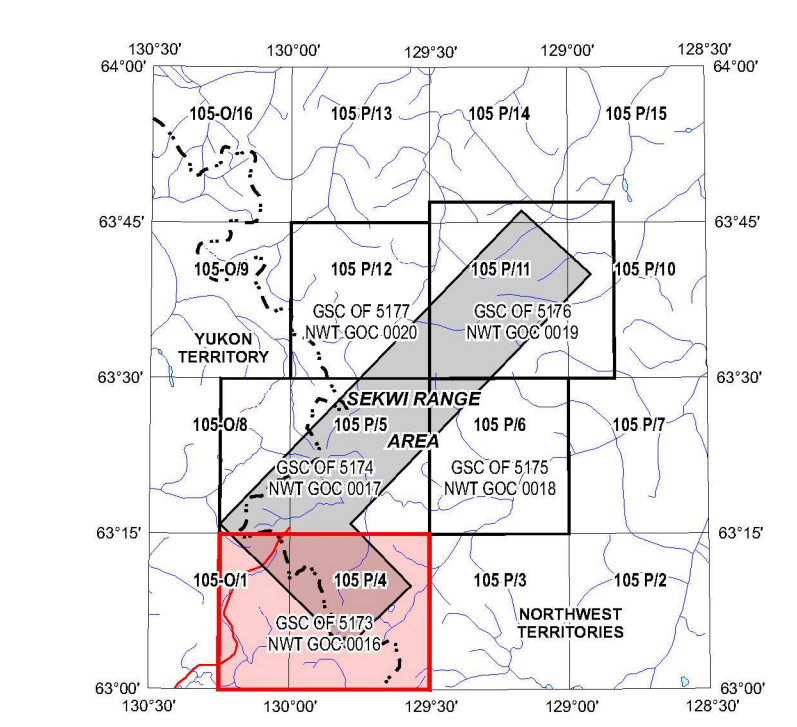 130°30' 130°00' 129°30' 129°00' 128°30'
64°00' 64°00'
105-O/16 105 P/13 105 P/14 105 P/15
63°45' 63°45'
105-O/9 105 P/12 105 P/11 105 P/10
GSC OF 5177 GSC OF 5176
NWT GOC 0020 NWT GOC 0019
YUKON
TERRITORY
63°30' 63°30'
SEKWI RANGE
105-O/8 105 P/5 105 P/6 105 P/7
AREA
GSC OF 5174 GSC OF 5175
NWT GOC 0017 NWT GOC 0018
63°15' 63°15'
105-O/1 105 P/4 105 P/3 105 P/2
GSC OF 5173
NWT GOC 0016
NORTHWEST
TERRITORIES
63°00' 63°00'
130°30' 130°00' 129°30' 129°00' 128°30'